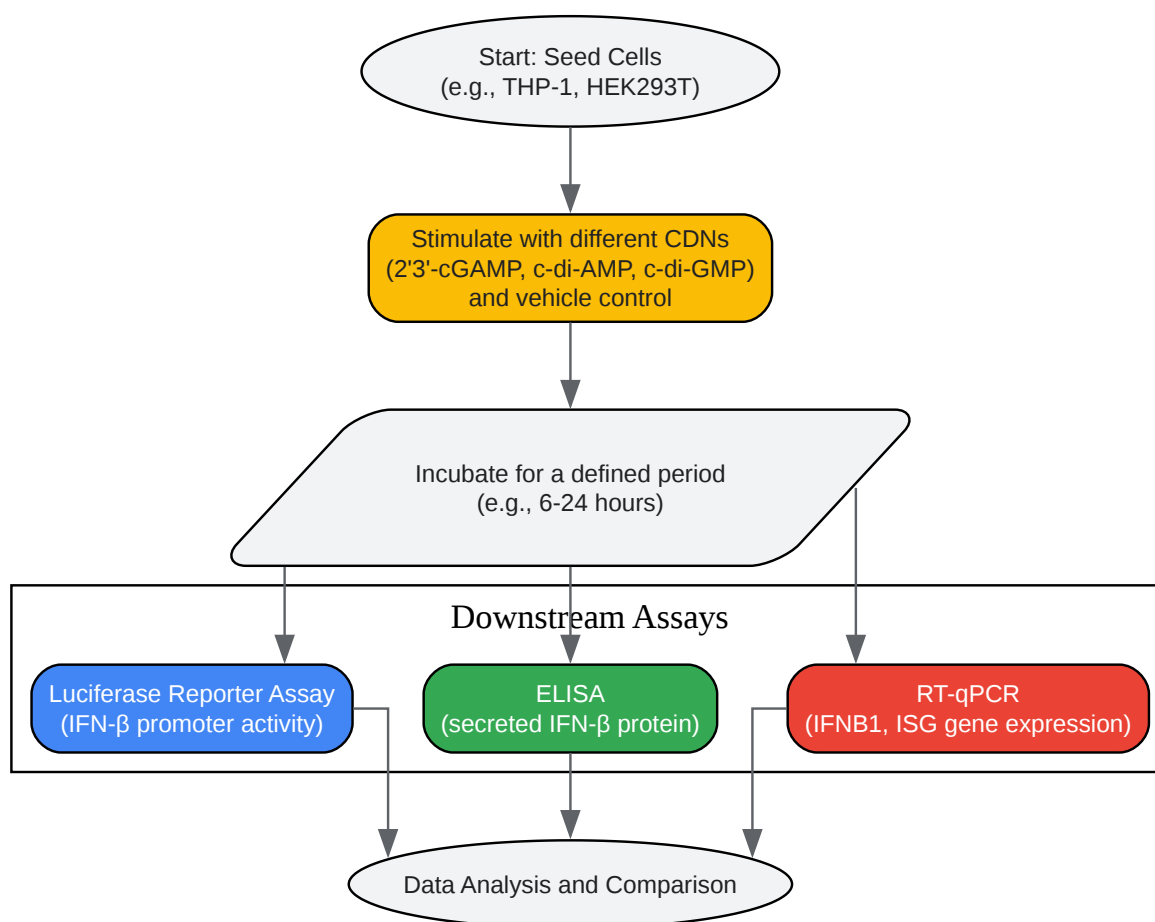 Start: Seed Cells
(e.g., THP-1, HEK293T)
Stimulate with different CDNs
(2'3'-cGAMP, c-di-AMP, c-di-GMP)
and vehicle control
Incubate for a defined period
(e.g., 6-24 hours)
Downstream Assays
Luciferase Reporter Assay
(IFN-β promoter activity)
ELISA
(secreted IFN-β protein)
RT-qPCR
(IFNB1, ISG gene expression)
Data Analysis and Comparison